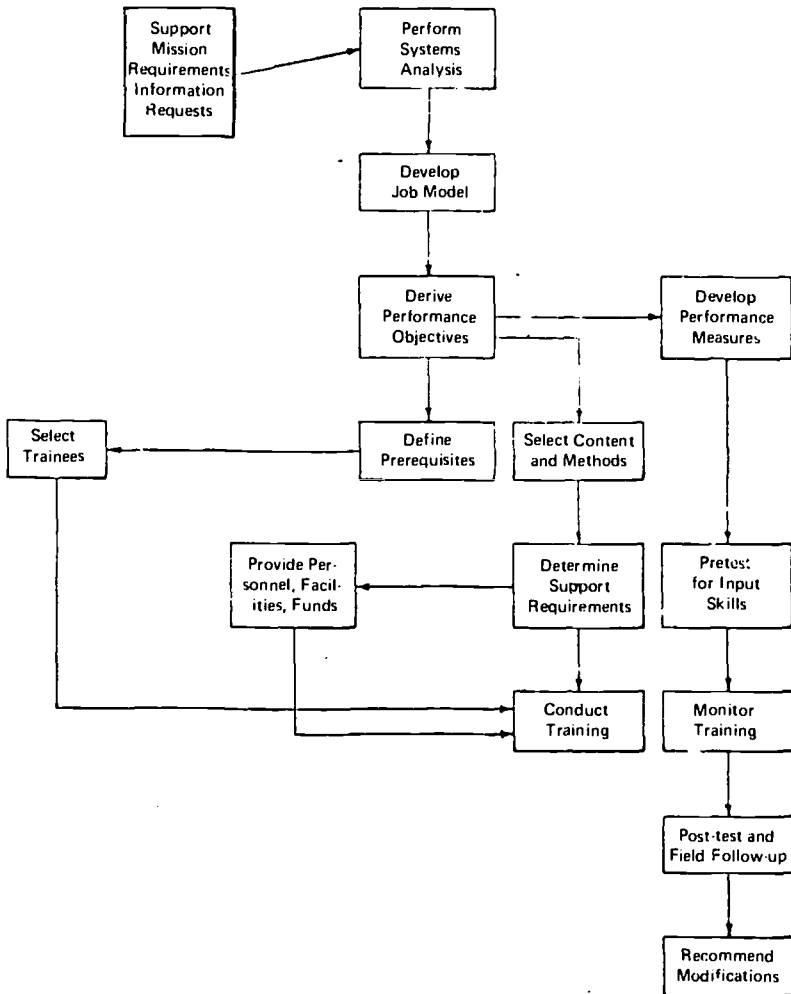 Support
Mission
Requirements
Information
Requests
Perform
Systems
Analysis
Develop
Job Model
Derive
Performance
Objectives
Develop
Performance
Measures
Select
Trainees
Define
Prerequisites
Select Content
and Methods
Provide Per-
sonnel, Facil-
ities, Funds
Determine
Support
Requirements
Pretest
for Input
Skills
Conduct
Training
Monitor
Training
Post-test and
Field Follow-up
Recommend
Modifications